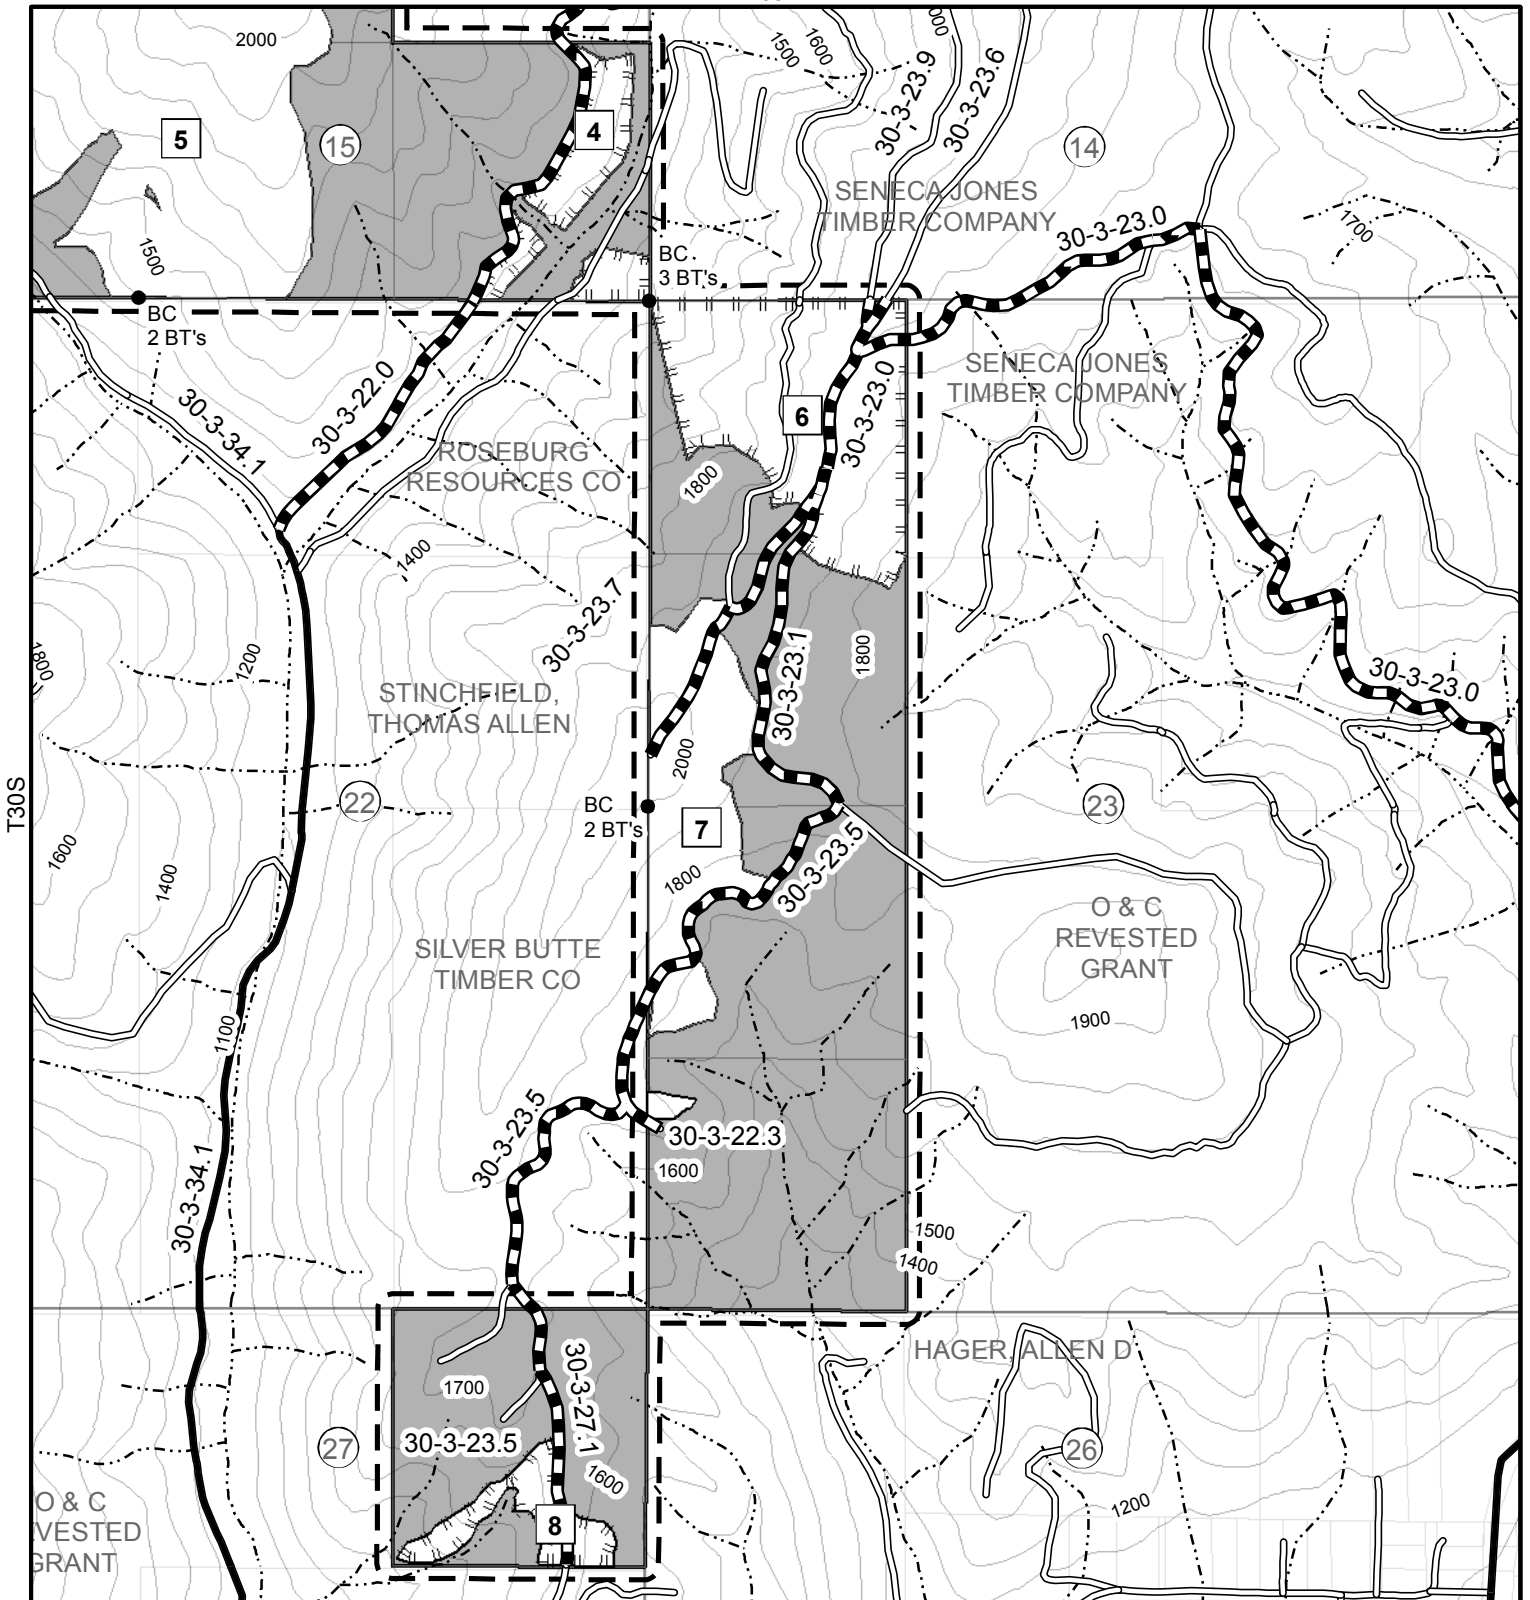 2000
1500
1600
000
30-3-23.9
30-3-23.6
5
15
4
14
SENECA JONES
TIMBER COMPANY
30-3-23.0
1700
1500
BC
3 BT's
BC
2 BT's
30-3-34.1
30-3-22.0
SENECA JONES
TIMBER COMPANY
6
30-3-23.0
ROSEBURG
RESOURCES CO
1800
1400
30-3-23.7
1800
1200
1800
30-3-23.1
30-3-23.0
STINCHFIELD,
THOMAS ALLEN
2000
T30S
22
BC
2 BT's
7
23
1600
1400
1800
30-3-23.5
O & C
REVESTED
GRANT
SILVER BUTTE
TIMBER CO
1900
1100
30-3-23.5
30-3-22.3
1600
30-3-34.1
1500
1400
HAGER, ALLEN D
1700
30-3-27.1
27
30-3-23.5
26
1600
1200
O & C
VESTED
GRANT
8